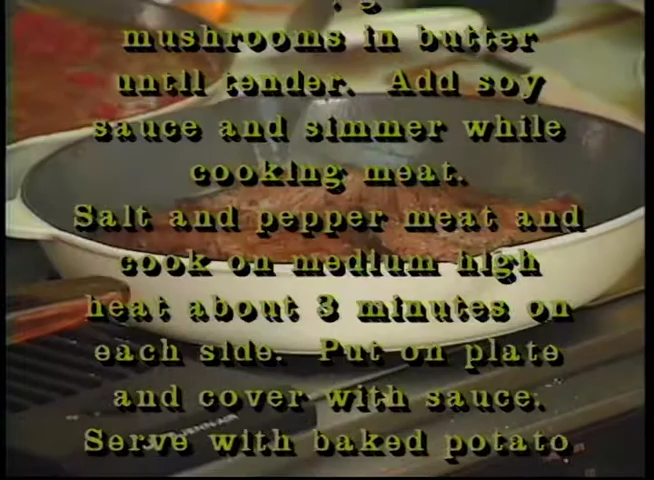 mushrooms in butter
until tender. Add soy
sauce and simmer while
cooking meat.
Salt and pepper meat and
cook on medium high
heat about 3 minutes on
each side. Put on plate
and cover with sauce.
Serve with baked potato
JENN-AIR